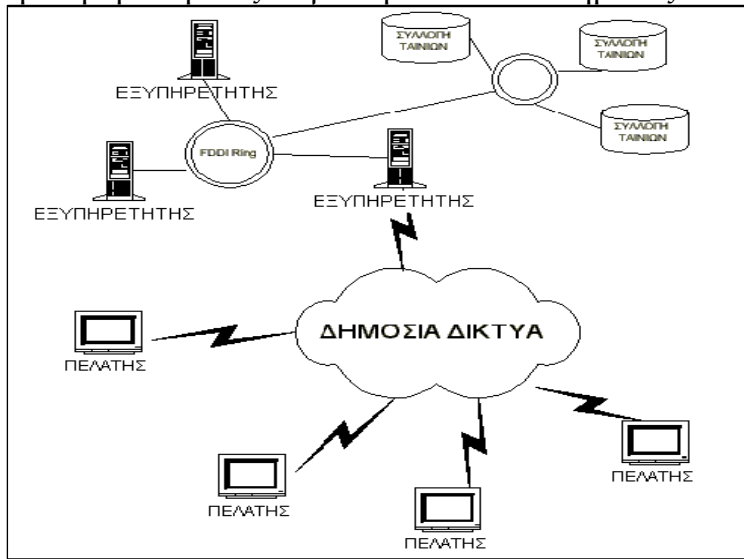 ΣΥΛΛΟΓΗ
ΤΑΙΝΙΩΝ
ΣΥΛΛΟΓΗ
ΤΑΙΝΙΩΝ
ΕΞΥΠΗΡΕΤΗΤΗΣ
ΣΥΛΛΟΓΗ
ΤΑΙΝΙΩΝ
FDDI Ring
ΕΞΥΠΗΡΕΤΗΤΗΣ
ΕΞΥΠΗΡΕΤΗΤΗΣ
ΔΗΜΟΣΙΑ ΔΙΚΤΥΑ
ΠΕΛΑΤΗΣ
ΠΕΛΑΤΗΣ
ΠΕΛΑΤΗΣ
ΠΕΛΑΤΗΣ